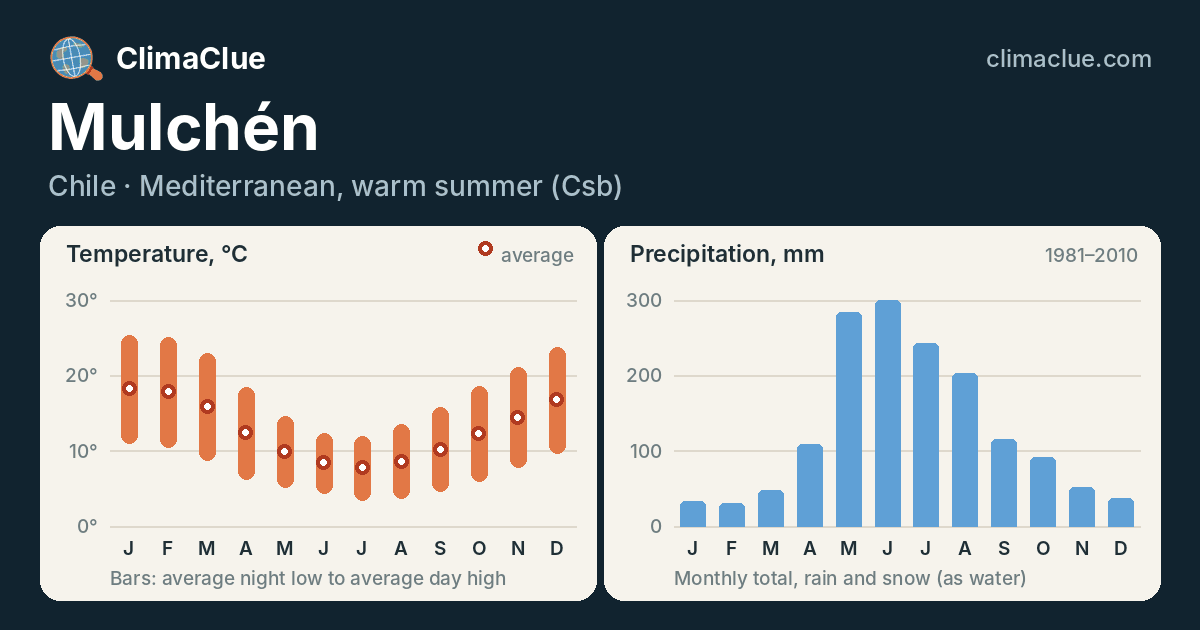 ClimaClue
climaclue.com
Mulchén
Chile · Mediterranean, warm summer (Csb)
Temperature, °C
average
30°
20°
10°
0°
J F M A M J J A S O N D
Bars: average night low to average day high
Precipitation, mm
1981–2010
300
200
100
0
J F M A M J J A S O N D
Monthly total, rain and snow (as water)